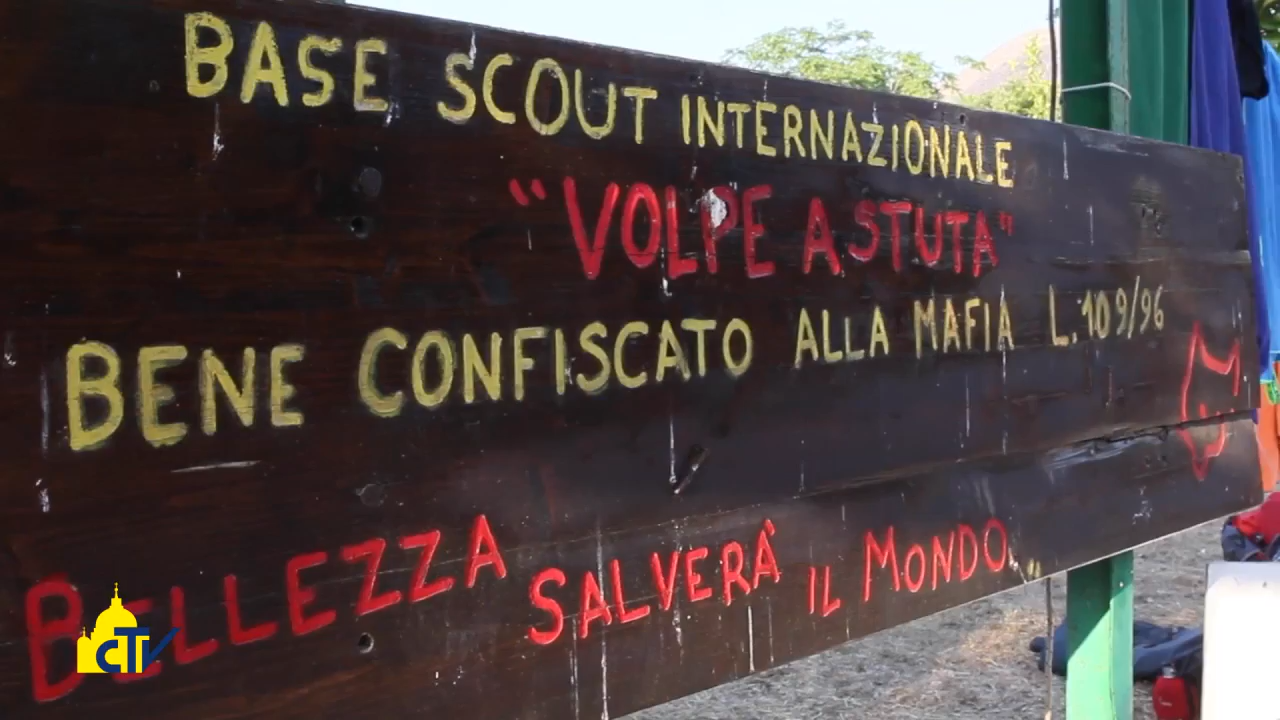 BASE SCOUT INTERNAZIONALE
"VOLPE ASTUTA"
BENE CONFISCATO ALLA MAFIA L. 109/96
BELLEZZA SALVERÀ IL MONDO
CTV